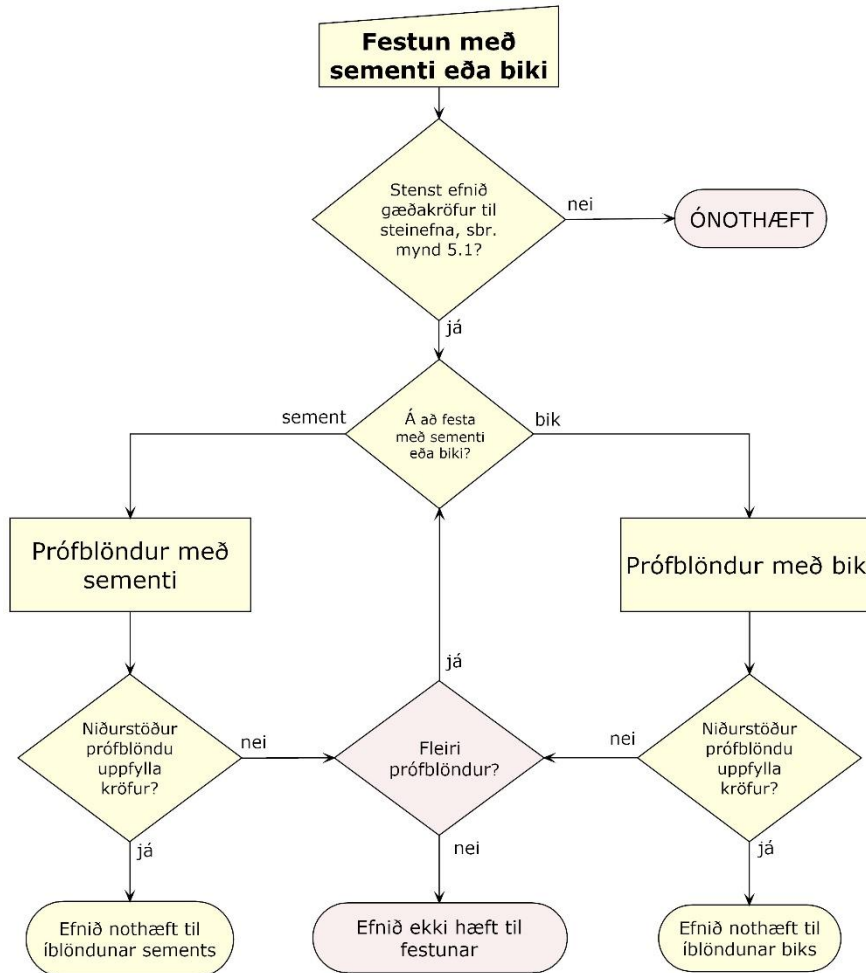 Festun með
sementi eða biki
Stenst efnið
gæðakröfur til
steinefna, sbr.
mynd 5.1?
nei
ÓNOTHÆFT
já
sement
Á að festa
með sementi
eða biki?
bik
Prófblöndur með
sementi
Prófblöndur með bik
já
Niðurstöður
prófblöndu
uppfylla
kröfur?
nei
Fleiri
prófblöndur?
nei
Niðurstöður
prófblöndu
uppfylla
kröfur?
já
nei
já
Efnið nothæft til
íblöndunar sements
Efnið ekki hæft til
festunar
Efnið nothæft til
íblöndunar biks